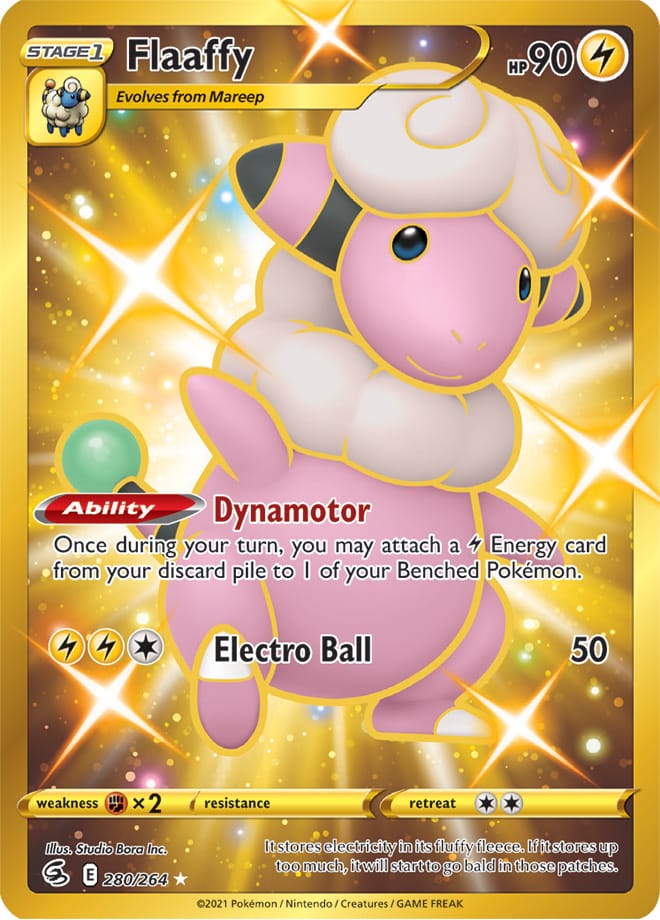 STAGE1 Flaaffy HP90
Evolves from Mareep
Ability Dynamotor
Once during your turn, you may attach a Energy card
from your discard pile to 1 of your Benched Pokémon.
Electro Ball 50
weakness ×2 resistance retreat
Illus. Studio Bora Inc.
E 280/264
It stores electricity in its fluffy fleece. If it stores up
too much, it will start to go bald in those patches.
©2021 Pokémon / Nintendo / Creatures / GAME FREAK